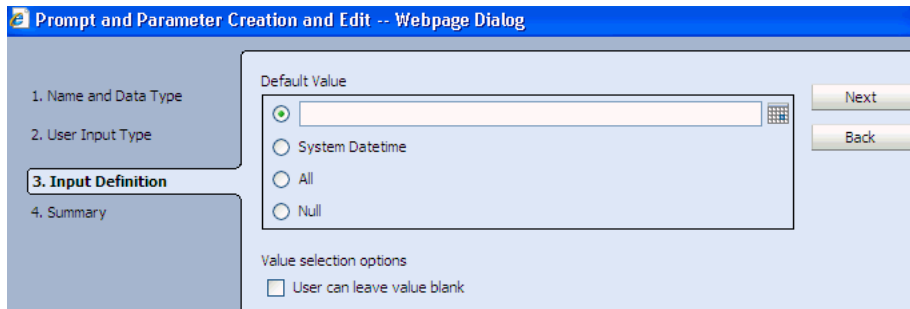 Prompt and Parameter Creation and Edit -- Webpage Dialog
1. Name and Data Type
2. User Input Type
3. Input Definition
4. Summary
Default Value
System Datetime
All
Null
Value selection options
User can leave value blank
Next
Back